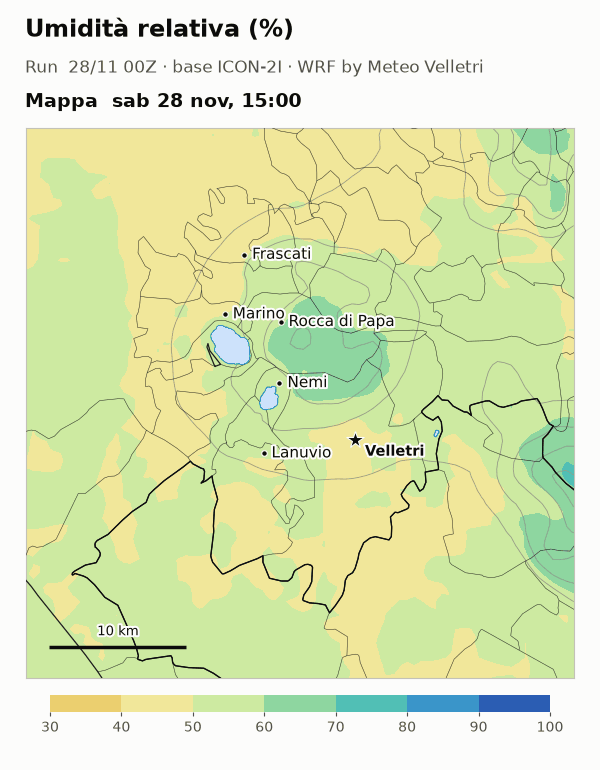 Umidità relativa (%)
Run  28/11 00Z · base ICON-2I · WRF by Meteo Velletri
Mappa  sab 28 nov, 15:00
Frascati
Marino
Rocca di Papa
Nemi
Lanuvio
Velletri
10 km
30 40 50 60 70 80 90 100